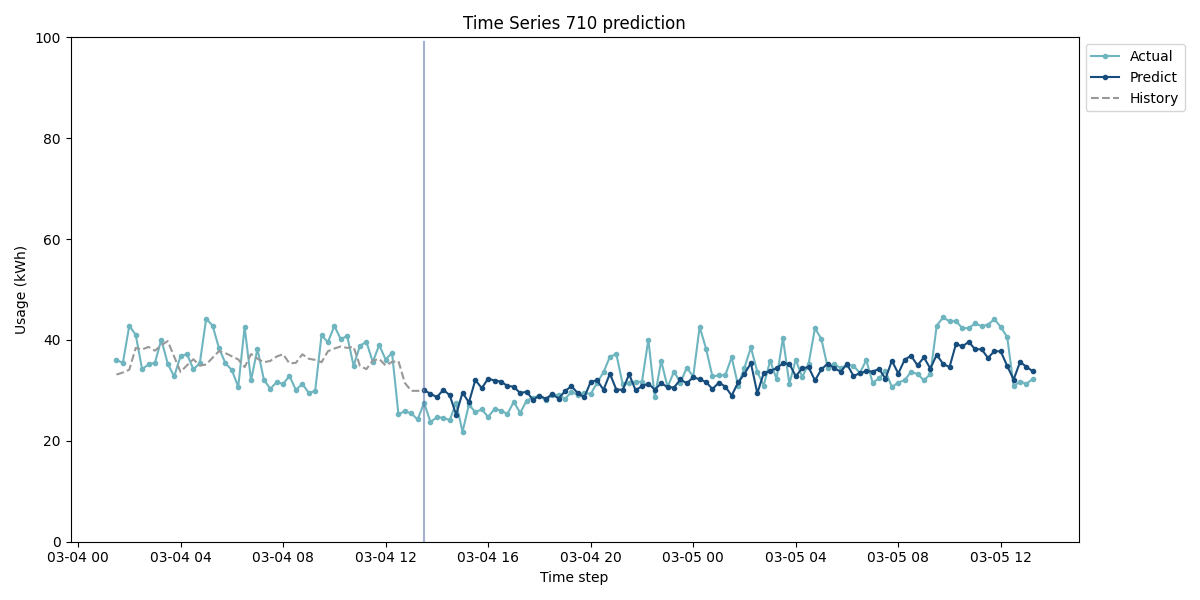 Time Series 710 prediction
100
80
60
40
20
0
Usage (kWh)
03-04 00
03-04 04
03-04 08
03-04 12
03-04 16
03-04 20
03-05 00
03-05 04
03-05 08
03-05 12
Time step
Actual
Predict
History